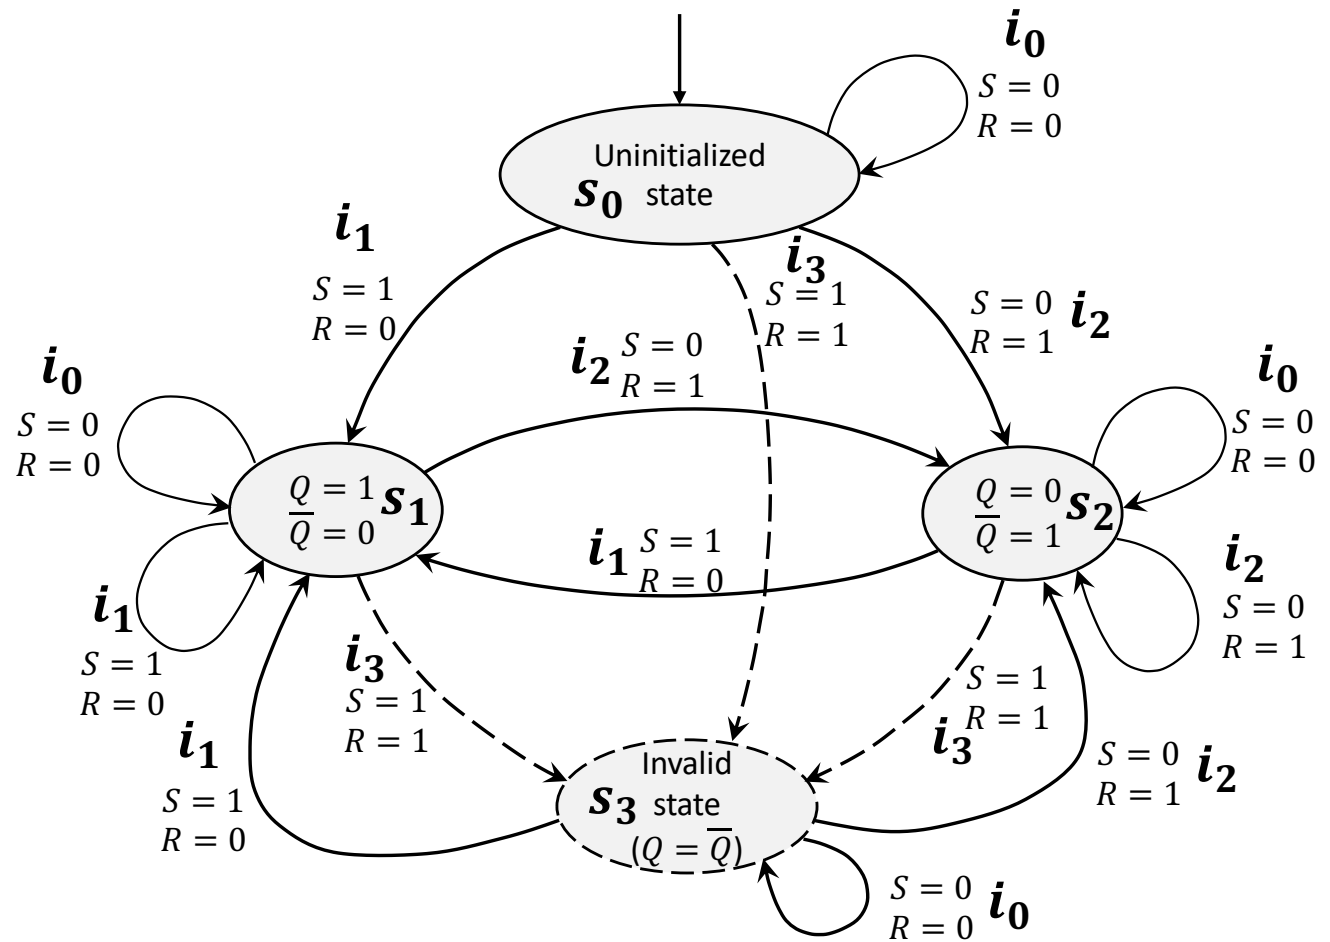 i₀
S = 0
R = 0
Uninitialized
s₀ state
i₁
S = 1
R = 0
i₃
S = 1
R = 1
S = 0 i₂
R = 1
i₂ S = 0
R = 1
i₀
S = 0
R = 0
i₀
S = 0
R = 0
Q = 1 s₁
Q̅ = 0
Q = 0 s₂
Q̅ = 1
i₁ S = 1
R = 0
i₁
S = 1
R = 0
i₂
S = 0
R = 1
i₃
S = 1
R = 1
S = 1
R = 1
i₃
i₁
S = 1
R = 0
Invalid
s₃ state
(Q = Q̅)
S = 0 i₂
R = 1
S = 0 i₀
R = 0